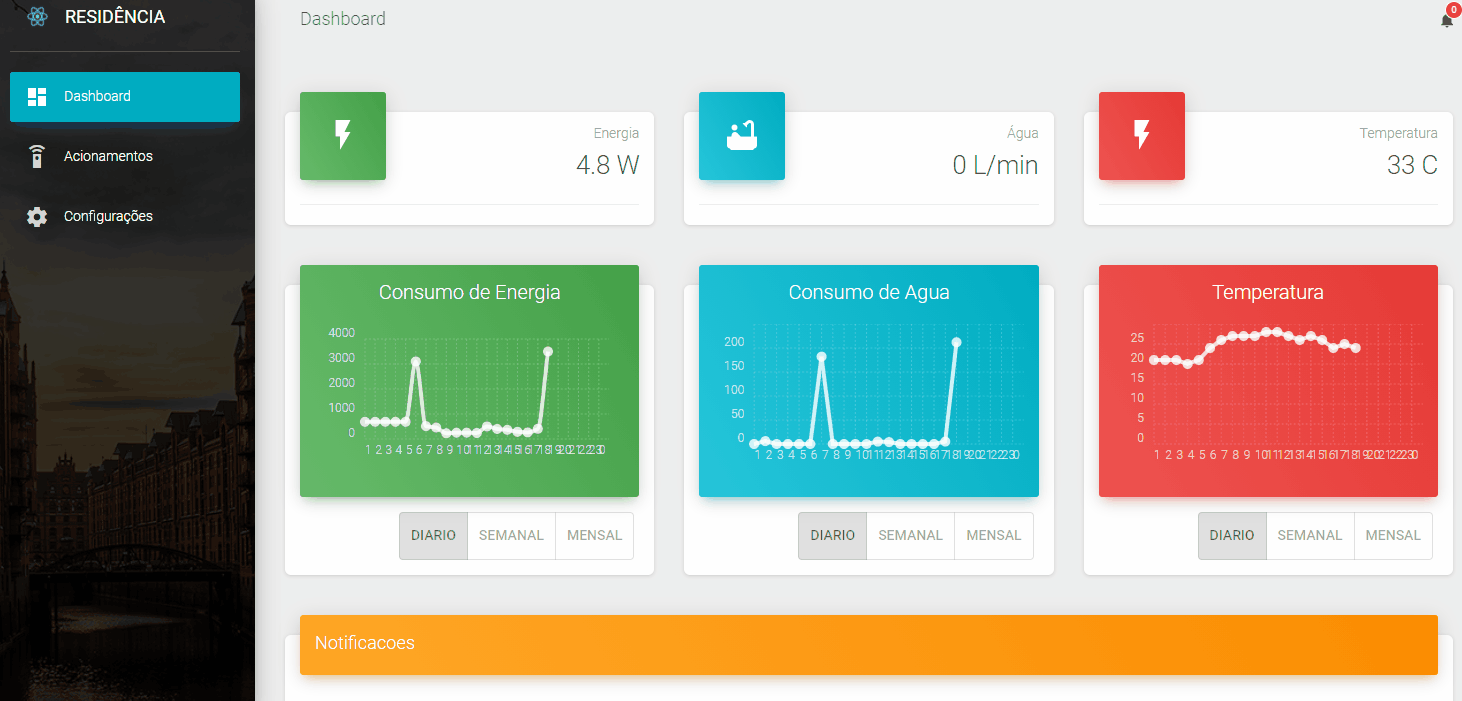 RESIDÊNCIA
Dashboard
Acionamentos
Configurações
Dashboard
0
Energia
4.8 W
Água
0 L/min
Temperatura
33 C
Consumo de Energia
4000
3000
2000
1000
0
1 2 3 4 5 6 7 8 9 10 11 12 13 14 15 16 17 18 19 20 21 22 23 0
DIARIO SEMANAL MENSAL
Consumo de Agua
200
150
100
50
0
1 2 3 4 5 6 7 8 9 10 11 12 13 14 15 16 17 18 19 20 21 22 23 0
DIARIO SEMANAL MENSAL
Temperatura
25
20
15
10
5
0
1 2 3 4 5 6 7 8 9 10 11 12 13 14 15 16 17 18 19 20 21 22 23 0
DIARIO SEMANAL MENSAL
Notificacoes